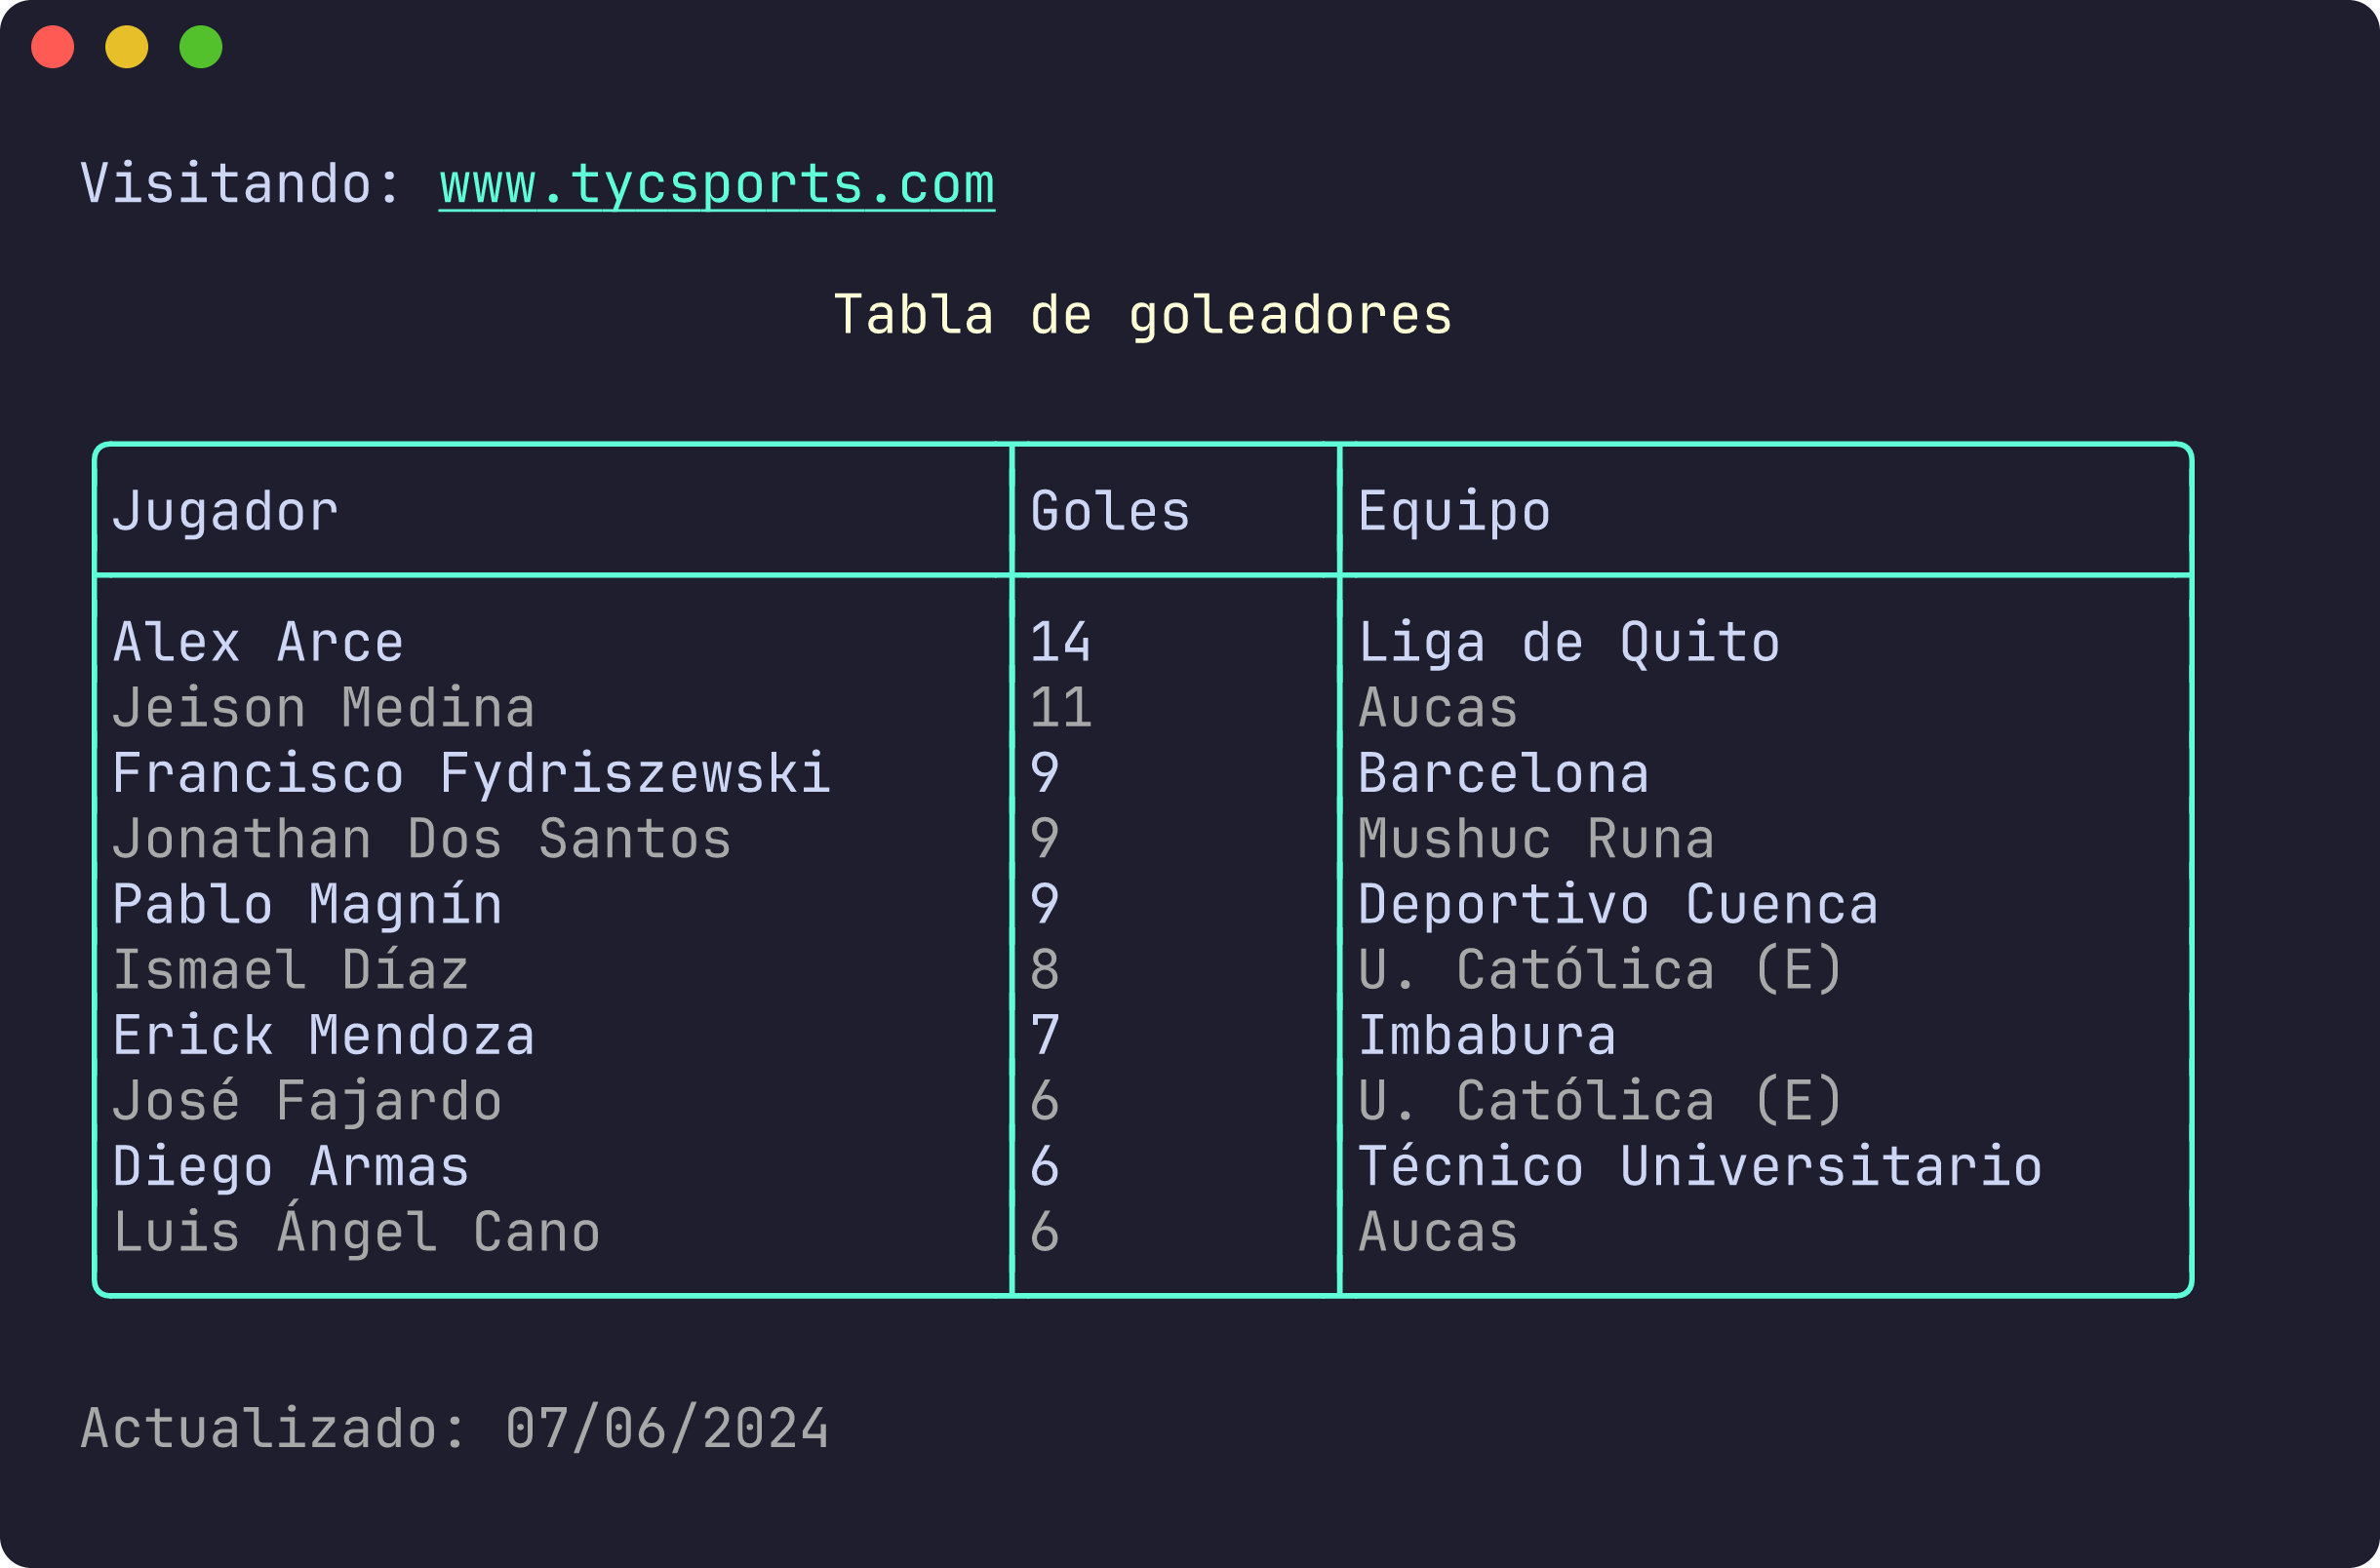 Visitando: www.tycsports.com
Tabla de goleadores
Jugador Goles Equipo
Alex Arce 14 Liga de Quito
Jeison Medina 11 Aucas
Francisco Fydriszewski 9 Barcelona
Jonathan Dos Santos 9 Mushuc Runa
Pablo Magnín 9 Deportivo Cuenca
Ismael Díaz 8 U. Católica (E)
Erick Mendoza 7 Imbabura
José Fajardo 6 U. Católica (E)
Diego Armas 6 Técnico Universitario
Luis Ángel Cano 6 Aucas
Actualizado: 07/06/2024